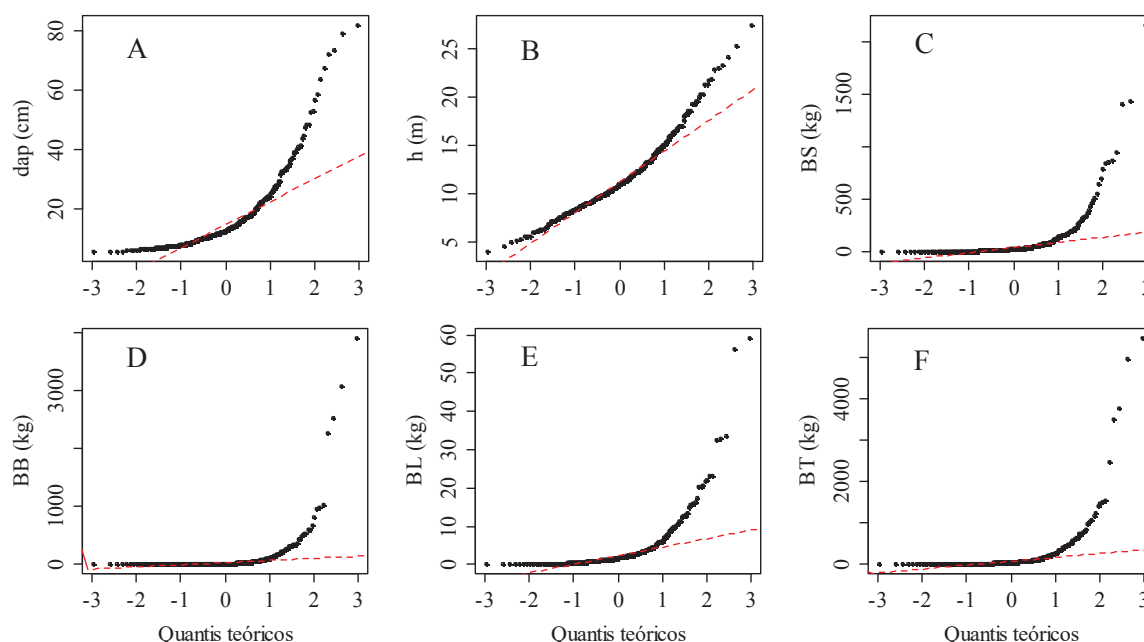 A
dap (cm)
20 40 60 80
-3 -2 -1 0 1 2 3
B
h (m)
5 10 15 20 25
-3 -2 -1 0 1 2 3
C
BS (kg)
0 500 1500
-3 -2 -1 0 1 2 3
D
BB (kg)
0 1000 3000
-3 -2 -1 0 1 2 3
Quantis teóricos
E
BL (kg)
0 10 20 30 40 50 60
-3 -2 -1 0 1 2 3
Quantis teóricos
F
BT (kg)
0 2000 4000
-3 -2 -1 0 1 2 3
Quantis teóricos